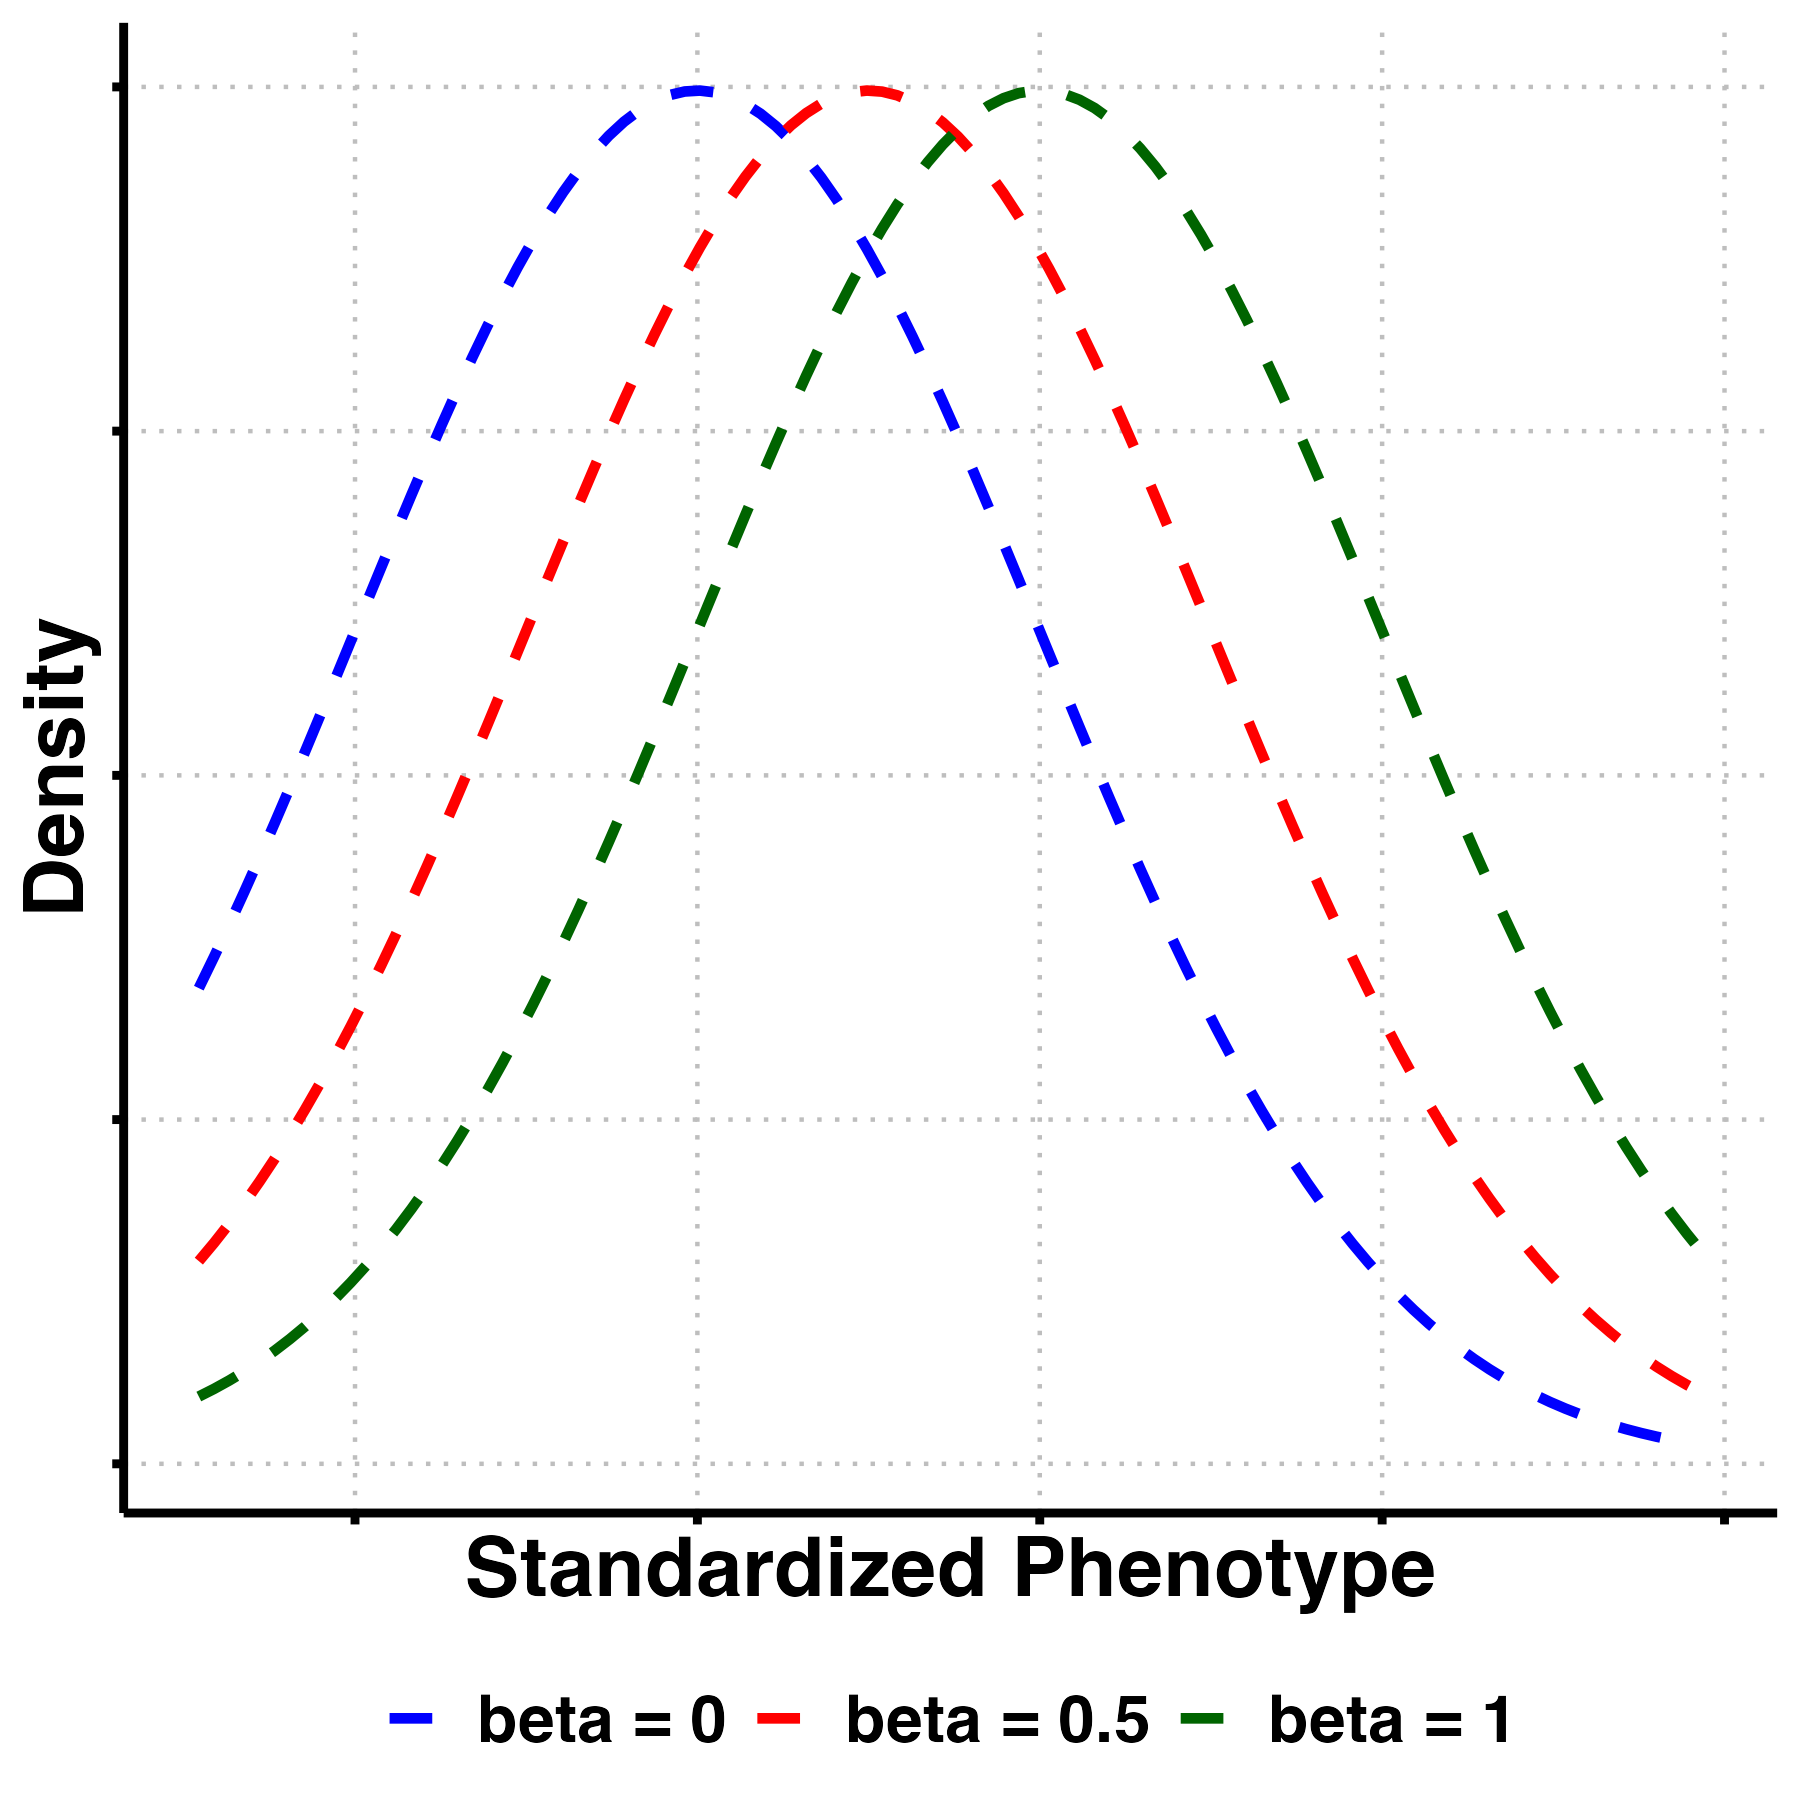 Density
Standardized Phenotype
beta = 0 beta = 0.5 beta = 1